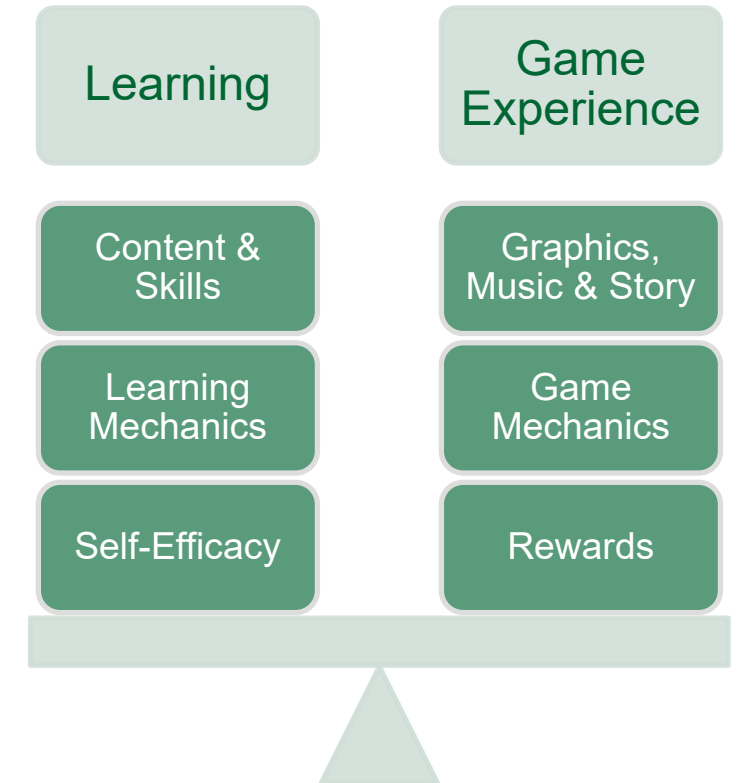 Learning
Game
Experience
Content &
Skills
Graphics,
Music & Story
Learning
Mechanics
Game
Mechanics
Self-Efficacy
Rewards